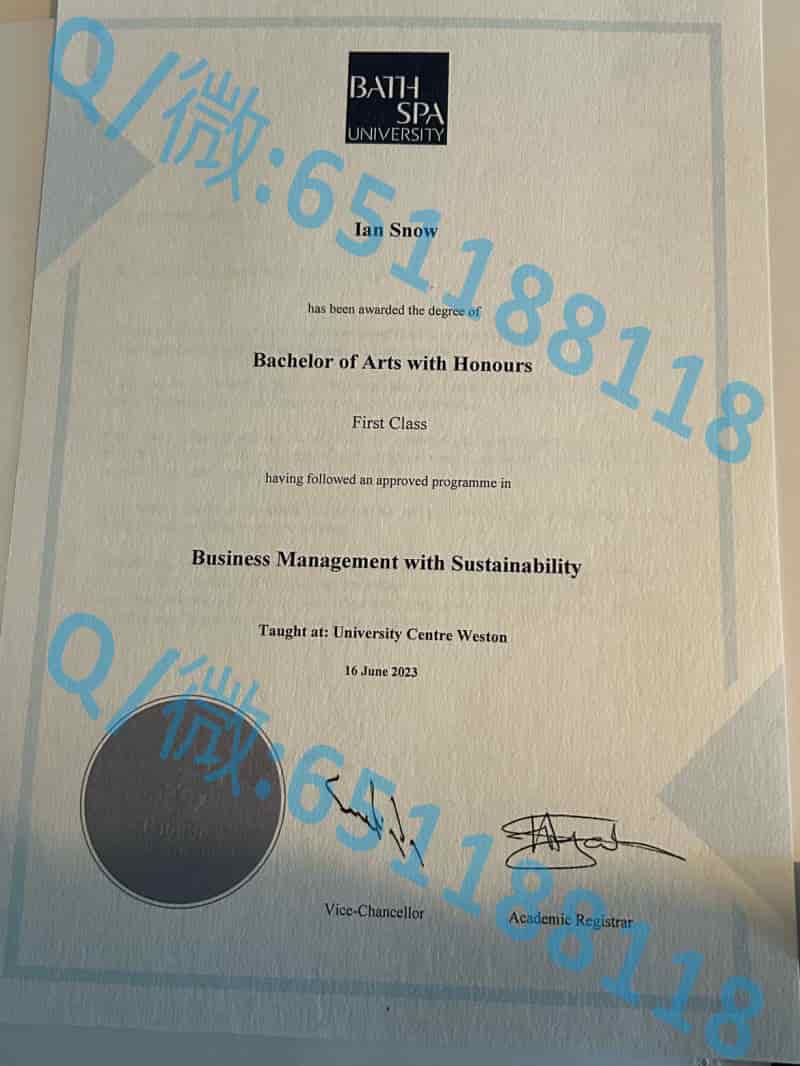 BATH
SPA
UNIVERSITY
Q/微:651188118
Ian Snow
has been awarded the degree of
Bachelor of Arts with Honours
First Class
having followed an approved programme in
Business Management with Sustainability
Taught at: University Centre Weston
16 June 2023
Q/微:651188118
Vice-Chancellor
Academic Registrar